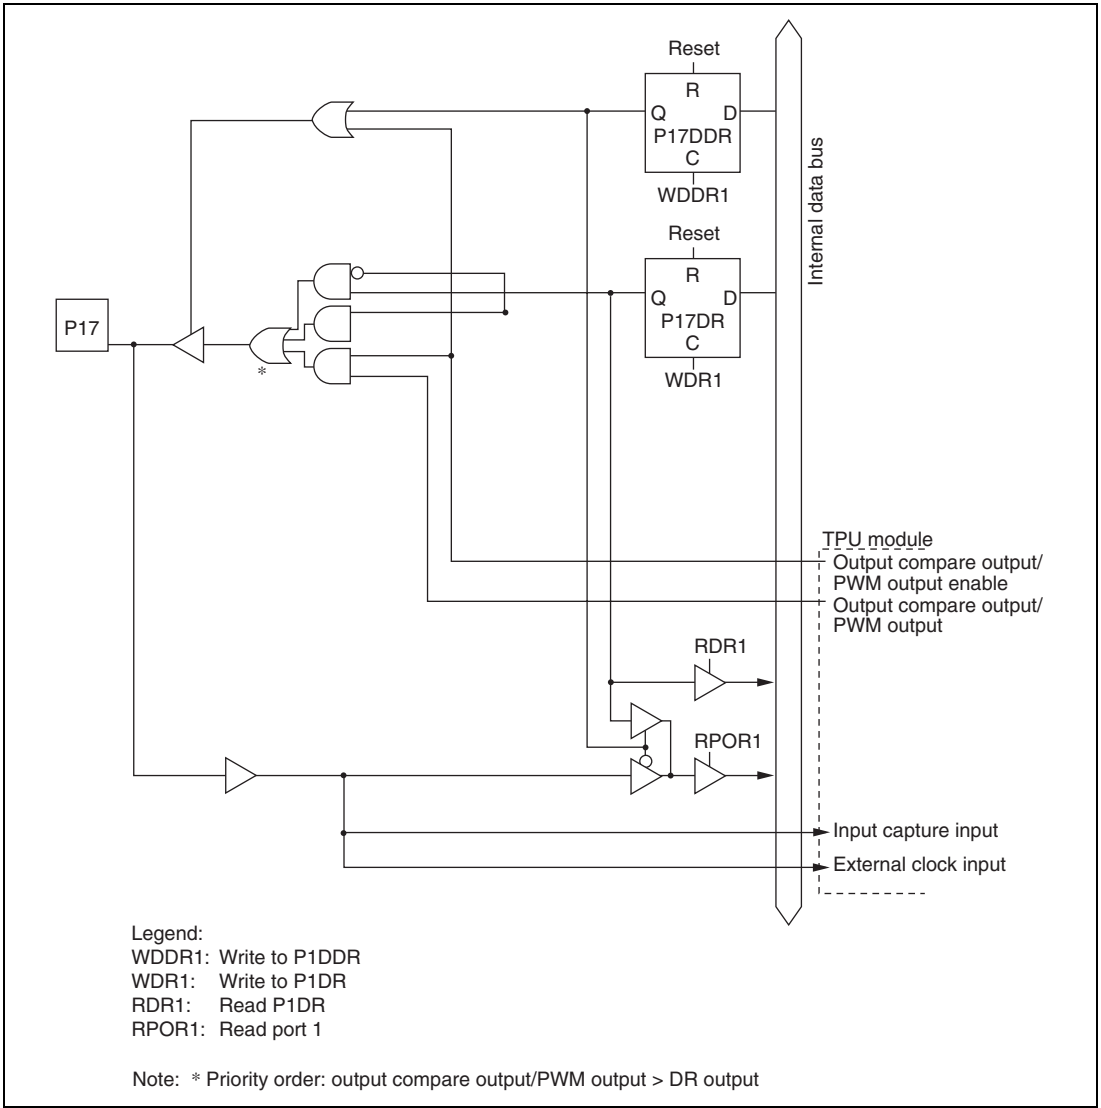 Reset
R
Q
D
P17DDR
C
WDDR1
Internal data bus
Reset
R
Q
D
P17DR
C
WDR1
P17
*
TPU module
Output compare output/
PWM output enable
Output compare output/
PWM output
RDR1
RPOR1
Input capture input
External clock input
Legend:
WDDR1: Write to P1DDR
WDR1: Write to P1DR
RDR1: Read P1DR
RPOR1: Read port 1
Note: * Priority order: output compare output/PWM output > DR output